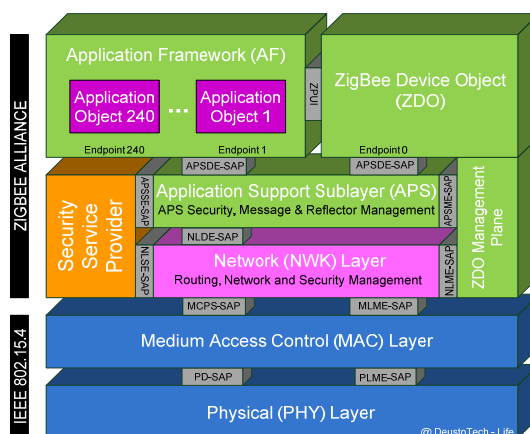 ZIGBEE ALLIANCE
IEEE 802.15.4
Application Framework (AF)
Application
Object 240
...
Application
Object 1
Endpoint 240
Endpoint 1
ZPUI
ZigBee Device Object
(ZDO)
Endpoint 0
APSDE-SAP
APSDE-SAP
Security
Service
Provider
APSSE-SAP
Application Support Sublayer (APS)
APS Security, Message & Reflector Management
APSME-SAP
ZDO Management
Plane
NLDE-SAP
NLSE-SAP
Network (NWK) Layer
Routing, Network and Security Management
NLME-SAP
MCPS-SAP
MLME-SAP
Medium Access Control (MAC) Layer
PD-SAP
PLME-SAP
Physical (PHY) Layer
@ DeustoTech - Life